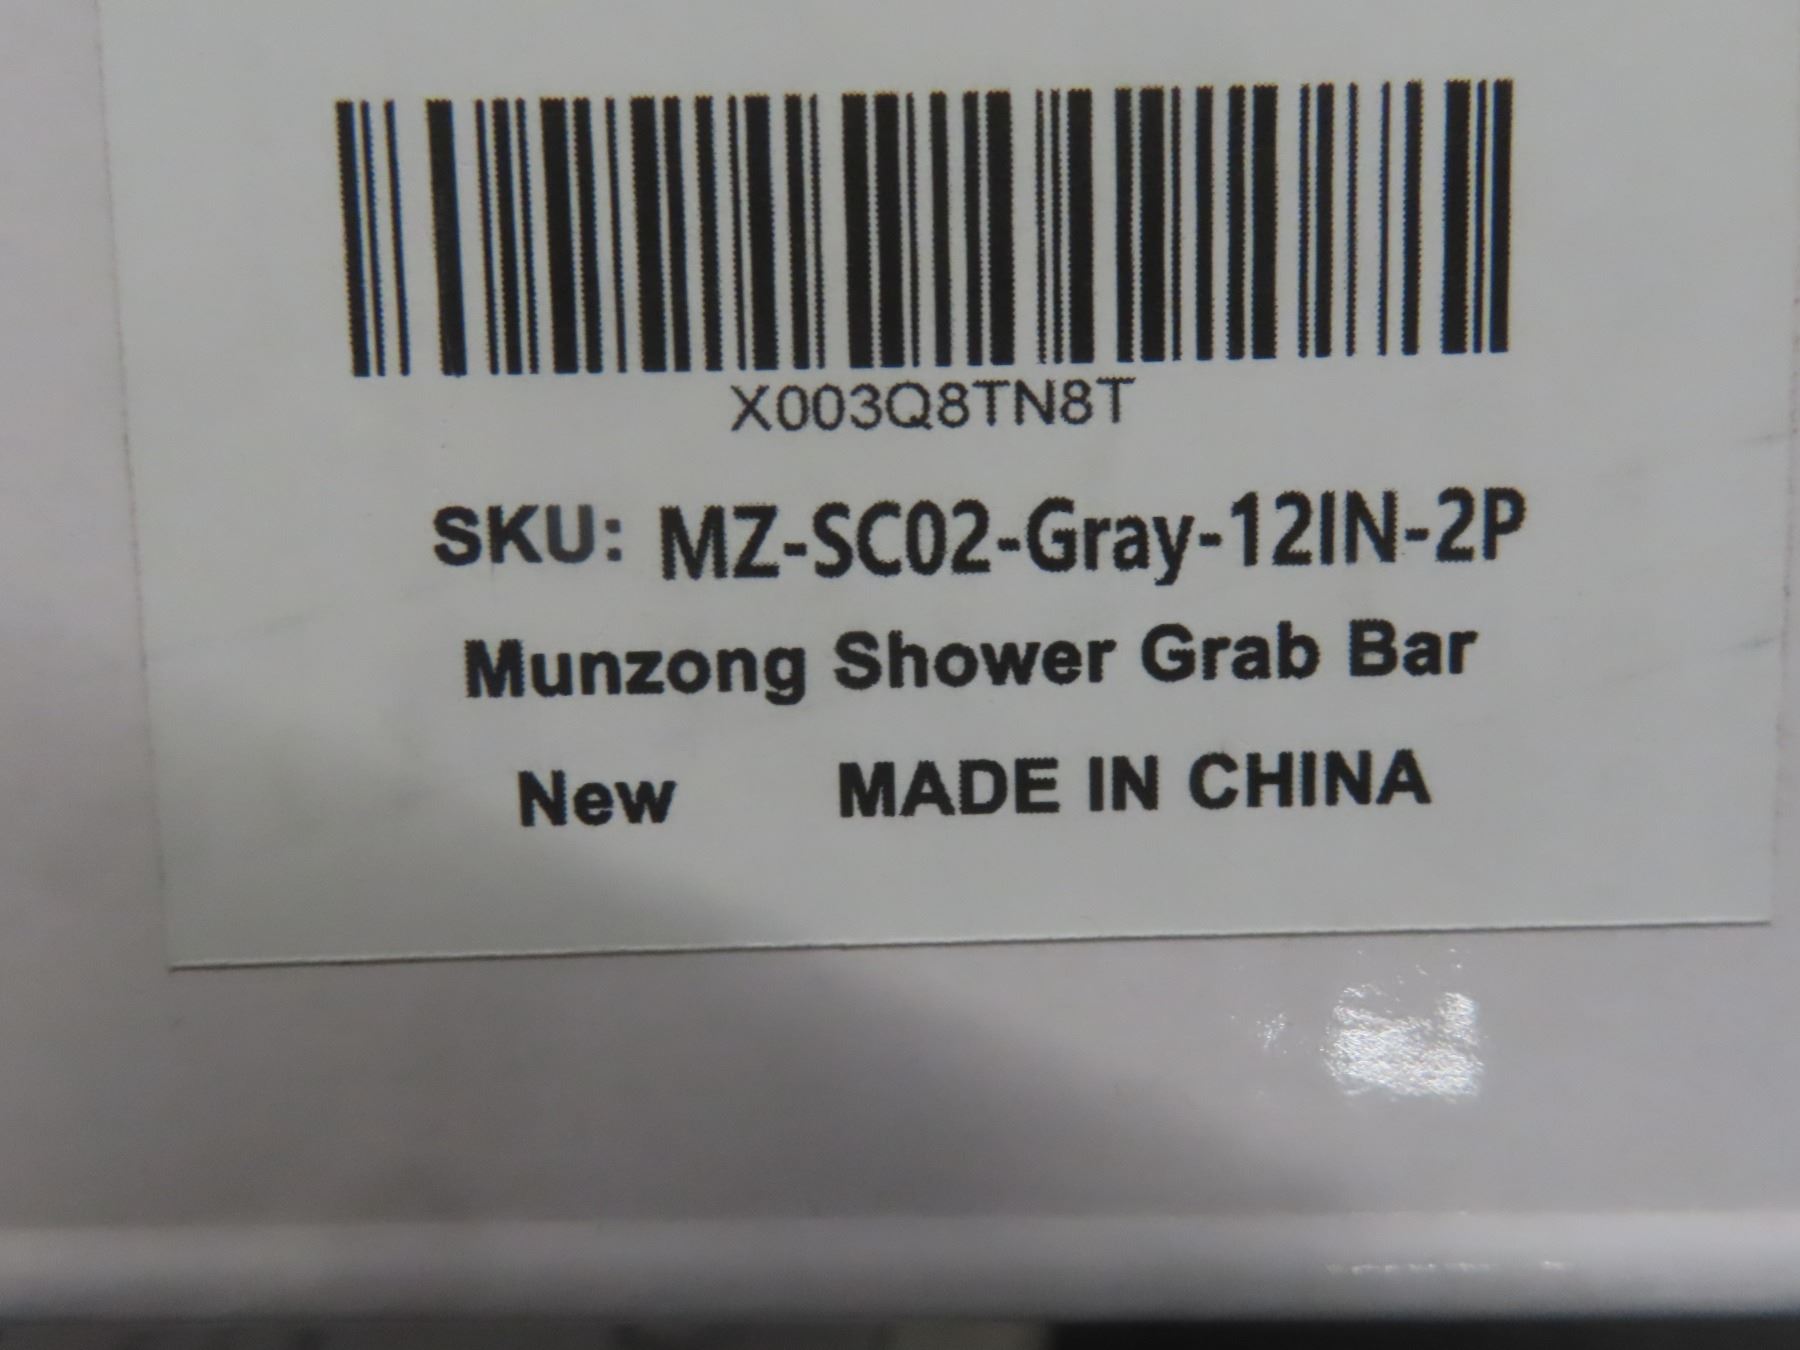 X003Q8TN8T
SKU: MZ-SC02-Gray-12IN-2P
Munzong Shower Grab Bar
New MADE IN CHINA